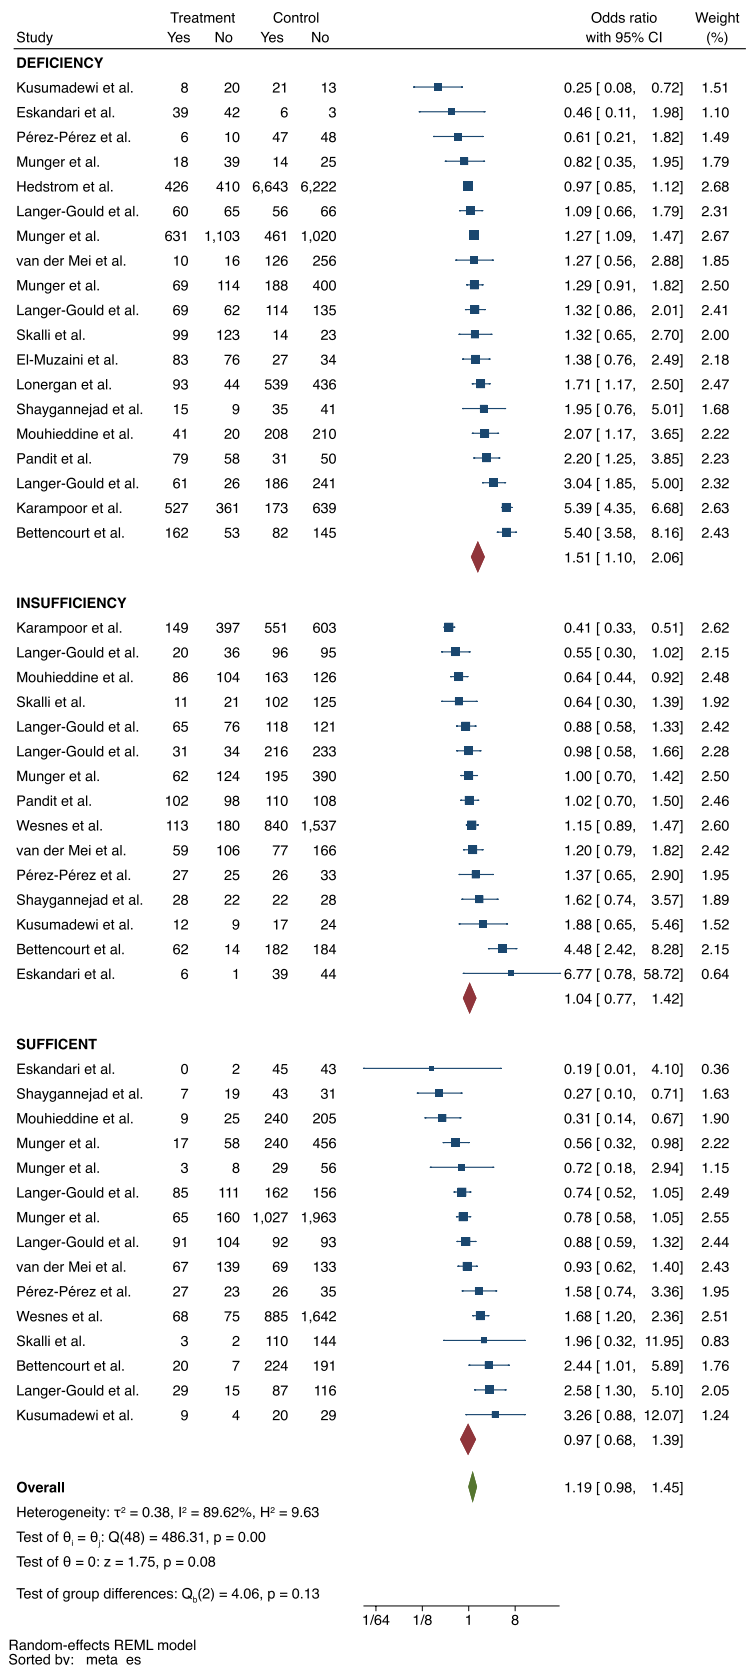 Treatment Control Odds ratio Weight
Study Yes No Yes No with 95% CI (%)
DEFICIENCY
Kusumadewi et al. 8 20 21 13 0.25 [ 0.08, 0.72] 1.51
Eskandari et al. 39 42 6 3 0.46 [ 0.11, 1.98] 1.10
Pérez-Pérez et al. 6 10 47 48 0.61 [ 0.21, 1.82] 1.49
Munger et al. 18 39 14 25 0.82 [ 0.35, 1.95] 1.79
Hedstrom et al. 426 410 6,643 6,222 0.97 [ 0.85, 1.12] 2.68
Langer-Gould et al. 60 65 56 66 1.09 [ 0.66, 1.79] 2.31
Munger et al. 631 1,103 461 1,020 1.27 [ 1.09, 1.47] 2.67
van der Mei et al. 10 16 126 256 1.27 [ 0.56, 2.88] 1.85
Munger et al. 69 114 188 400 1.29 [ 0.91, 1.82] 2.50
Langer-Gould et al. 69 62 114 135 1.32 [ 0.86, 2.01] 2.41
Skalli et al. 99 123 14 23 1.32 [ 0.65, 2.70] 2.00
El-Muzaini et al. 83 76 27 34 1.38 [ 0.76, 2.49] 2.18
Lonergan et al. 93 44 539 436 1.71 [ 1.17, 2.50] 2.47
Shaygannejad et al. 15 9 35 41 1.95 [ 0.76, 5.01] 1.68
Mouhieddine et al. 41 20 208 210 2.07 [ 1.17, 3.65] 2.22
Pandit et al. 79 58 31 50 2.20 [ 1.25, 3.85] 2.23
Langer-Gould et al. 61 26 186 241 3.04 [ 1.85, 5.00] 2.32
Karampoor et al. 527 361 173 639 5.39 [ 4.35, 6.68] 2.63
Bettencourt et al. 162 53 82 145 5.40 [ 3.58, 8.16] 2.43
1.51 [ 1.10, 2.06]
INSUFFICIENCY
Karampoor et al. 149 397 551 603 0.41 [ 0.33, 0.51] 2.62
Langer-Gould et al. 20 36 96 95 0.55 [ 0.30, 1.02] 2.15
Mouhieddine et al. 86 104 163 126 0.64 [ 0.44, 0.92] 2.48
Skalli et al. 11 21 102 125 0.64 [ 0.30, 1.39] 1.92
Langer-Gould et al. 65 76 118 121 0.88 [ 0.58, 1.33] 2.42
Langer-Gould et al. 31 34 216 233 0.98 [ 0.58, 1.66] 2.28
Munger et al. 62 124 195 390 1.00 [ 0.70, 1.42] 2.50
Pandit et al. 102 98 110 108 1.02 [ 0.70, 1.50] 2.46
Wesnes et al. 113 180 840 1,537 1.15 [ 0.89, 1.47] 2.60
van der Mei et al. 59 106 77 166 1.20 [ 0.79, 1.82] 2.42
Pérez-Pérez et al. 27 25 26 33 1.37 [ 0.65, 2.90] 1.95
Shaygannejad et al. 28 22 22 28 1.62 [ 0.74, 3.57] 1.89
Kusumadewi et al. 12 9 17 24 1.88 [ 0.65, 5.46] 1.52
Bettencourt et al. 62 14 182 184 4.48 [ 2.42, 8.28] 2.15
Eskandari et al. 6 1 39 44 6.77 [ 0.78, 58.72] 0.64
1.04 [ 0.77, 1.42]
SUFFICENT
Eskandari et al. 0 2 45 43 0.19 [ 0.01, 4.10] 0.36
Shaygannejad et al. 7 19 43 31 0.27 [ 0.10, 0.71] 1.63
Mouhieddine et al. 9 25 240 205 0.31 [ 0.14, 0.67] 1.90
Munger et al. 17 58 240 456 0.56 [ 0.32, 0.98] 2.22
Munger et al. 3 8 29 56 0.72 [ 0.18, 2.94] 1.15
Langer-Gould et al. 85 111 162 156 0.74 [ 0.52, 1.05] 2.49
Munger et al. 65 160 1,027 1,963 0.78 [ 0.58, 1.05] 2.55
Langer-Gould et al. 91 104 92 93 0.88 [ 0.59, 1.32] 2.44
van der Mei et al. 67 139 69 133 0.93 [ 0.62, 1.40] 2.43
Pérez-Pérez et al. 27 23 26 35 1.58 [ 0.74, 3.36] 1.95
Wesnes et al. 68 75 885 1,642 1.68 [ 1.20, 2.36] 2.51
Skalli et al. 3 2 110 144 1.96 [ 0.32, 11.95] 0.83
Bettencourt et al. 20 7 224 191 2.44 [ 1.01, 5.89] 1.76
Langer-Gould et al. 29 15 87 116 2.58 [ 1.30, 5.10] 2.05
Kusumadewi et al. 9 4 20 29 3.26 [ 0.88, 12.07] 1.24
0.97 [ 0.68, 1.39]
Overall 1.19 [ 0.98, 1.45]
Heterogeneity: τ² = 0.38, I² = 89.62%, H² = 9.63
Test of θi = θj: Q(48) = 486.31, p = 0.00
Test of θ = 0: z = 1.75, p = 0.08
Test of group differences: Qb(2) = 4.06, p = 0.13
1/64 1/8 1 8
Random-effects REML model
Sorted by: _meta_es